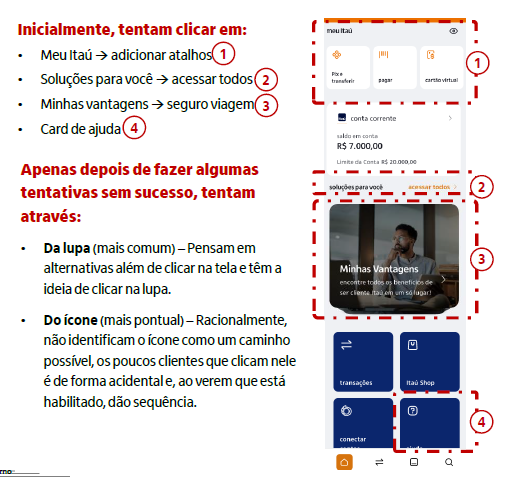 Inicialmente, tentam clicar em:
• Meu Itaú → adicionar atalhos 1
• Soluções para você → acessar todos 2
• Minhas vantagens → seguro viagem 3
• Card de ajuda 4
Apenas depois de fazer algumas
tentativas sem sucesso, tentam
através:
• Da lupa (mais comum) – Pensam em
alternativas além de clicar na tela e têm a
ideia de clicar na lupa.
• Do ícone (mais pontual) – Racionalmente,
não identificam o ícone como um caminho
possível, os poucos clientes que clicam nele
é de forma acidental e, ao verem que está
habilitado, dão sequência.
meu Itaú
Pix e
transferir
pagar
cartão virtual
1
conta corrente
saldo em conta
R$ 7.000,00
Limite da Conta R$ 20.000,00
soluções para você acessar todos
2
Minhas Vantagens
encontre todos os benefícios de
ser cliente Itaú em um só lugar!
3
transações
Itaú Shop
conectar
ajuda
4